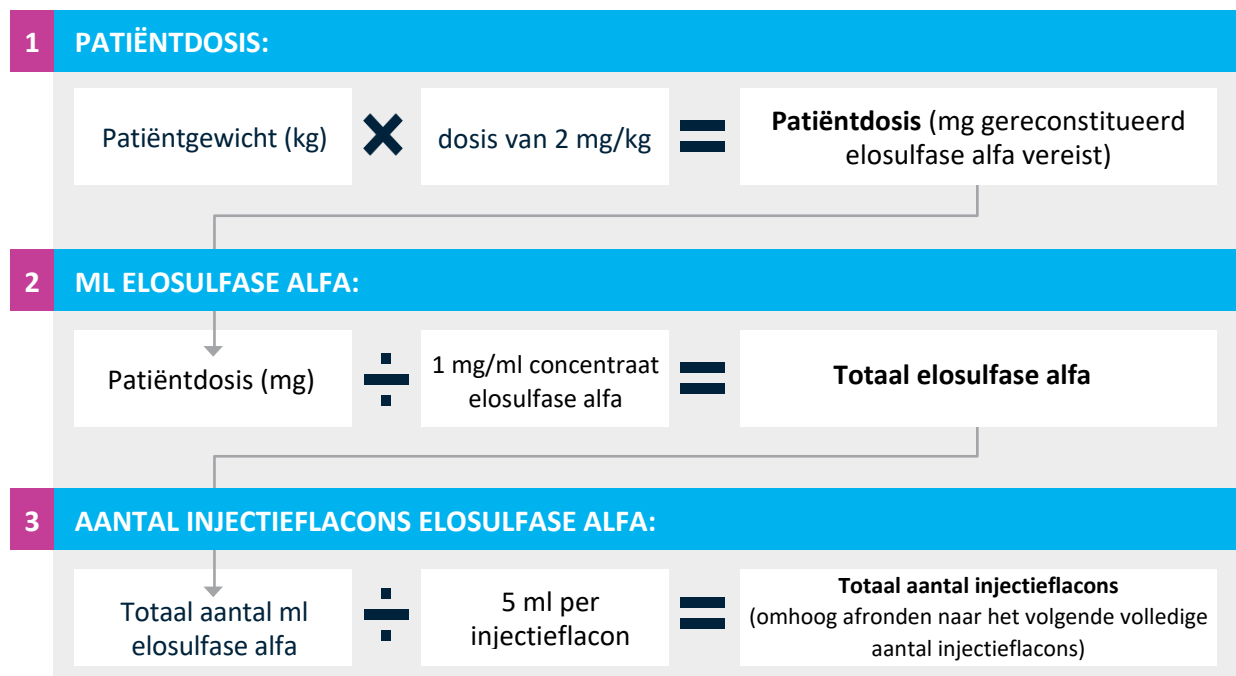 1 PATIËNTDOSIS:
Patiëntgewicht (kg) × dosis van 2 mg/kg = Patiëntdosis (mg gereconstitueerd
elosulfase alfa vereist)
2 ML ELOSULFASE ALFA:
Patiëntdosis (mg) ÷ 1 mg/ml concentraat
elosulfase alfa = Totaal elosulfase alfa
3 AANTAL INJECTIEFLACONS ELOSULFASE ALFA:
Totaal aantal ml
elosulfase alfa ÷ 5 ml per
injectieflacon = Totaal aantal injectieflacons
(omhoog afronden naar het volgende volledige
aantal injectieflacons)